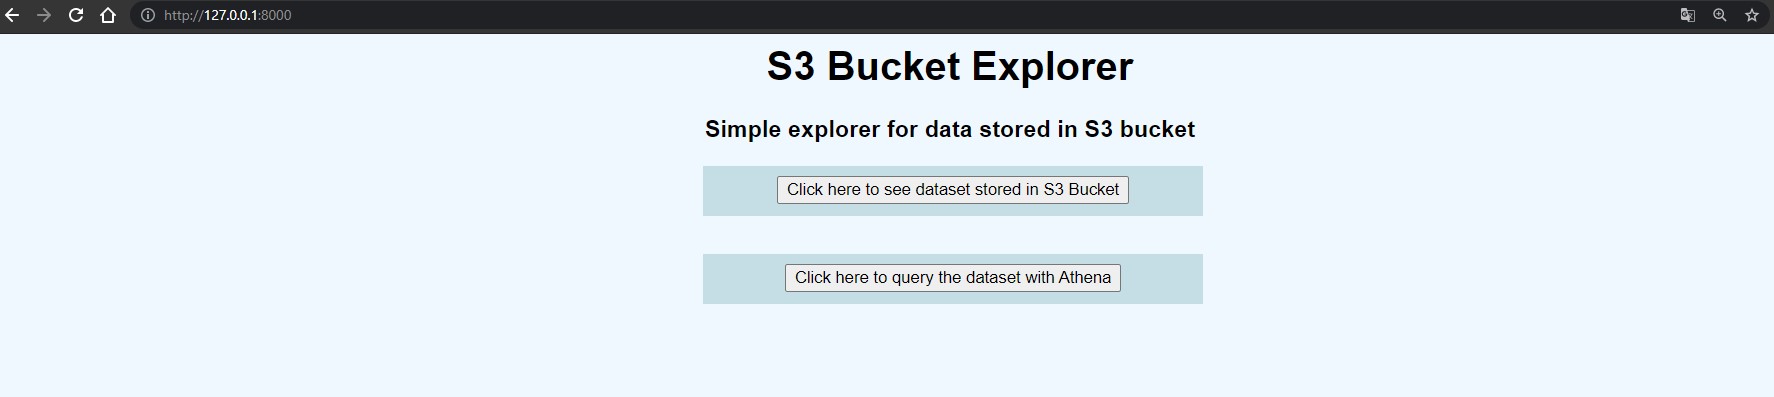 http://127.0.0.1:8000
S3 Bucket Explorer
Simple explorer for data stored in S3 bucket
Click here to see dataset stored in S3 Bucket
Click here to query the dataset with Athena